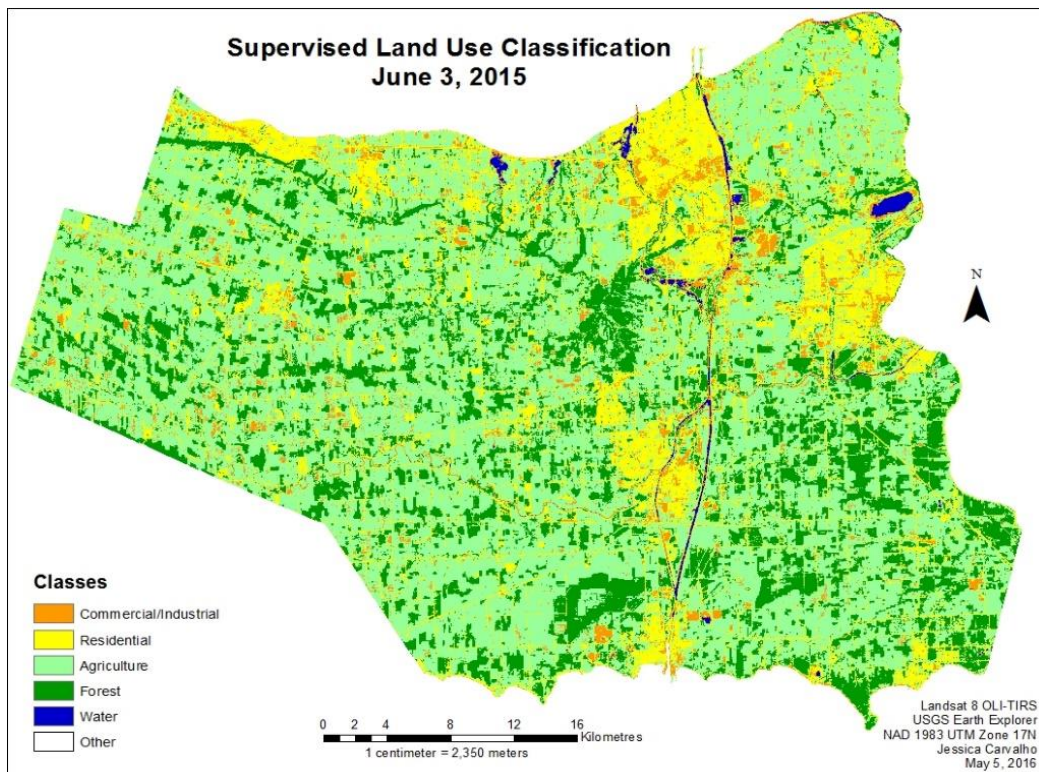 Supervised Land Use Classification
June 3, 2015
N
Classes
Commercial/Industrial
Residential
Agriculture
Forest
Water
Other
0 2 4 8 12 16
Kilometres
1 centimeter = 2,350 meters
Landsat 8 OLI-TIRS
USGS Earth Explorer
NAD 1983 UTM Zone 17N
Jessica Carvalho
May 5, 2016